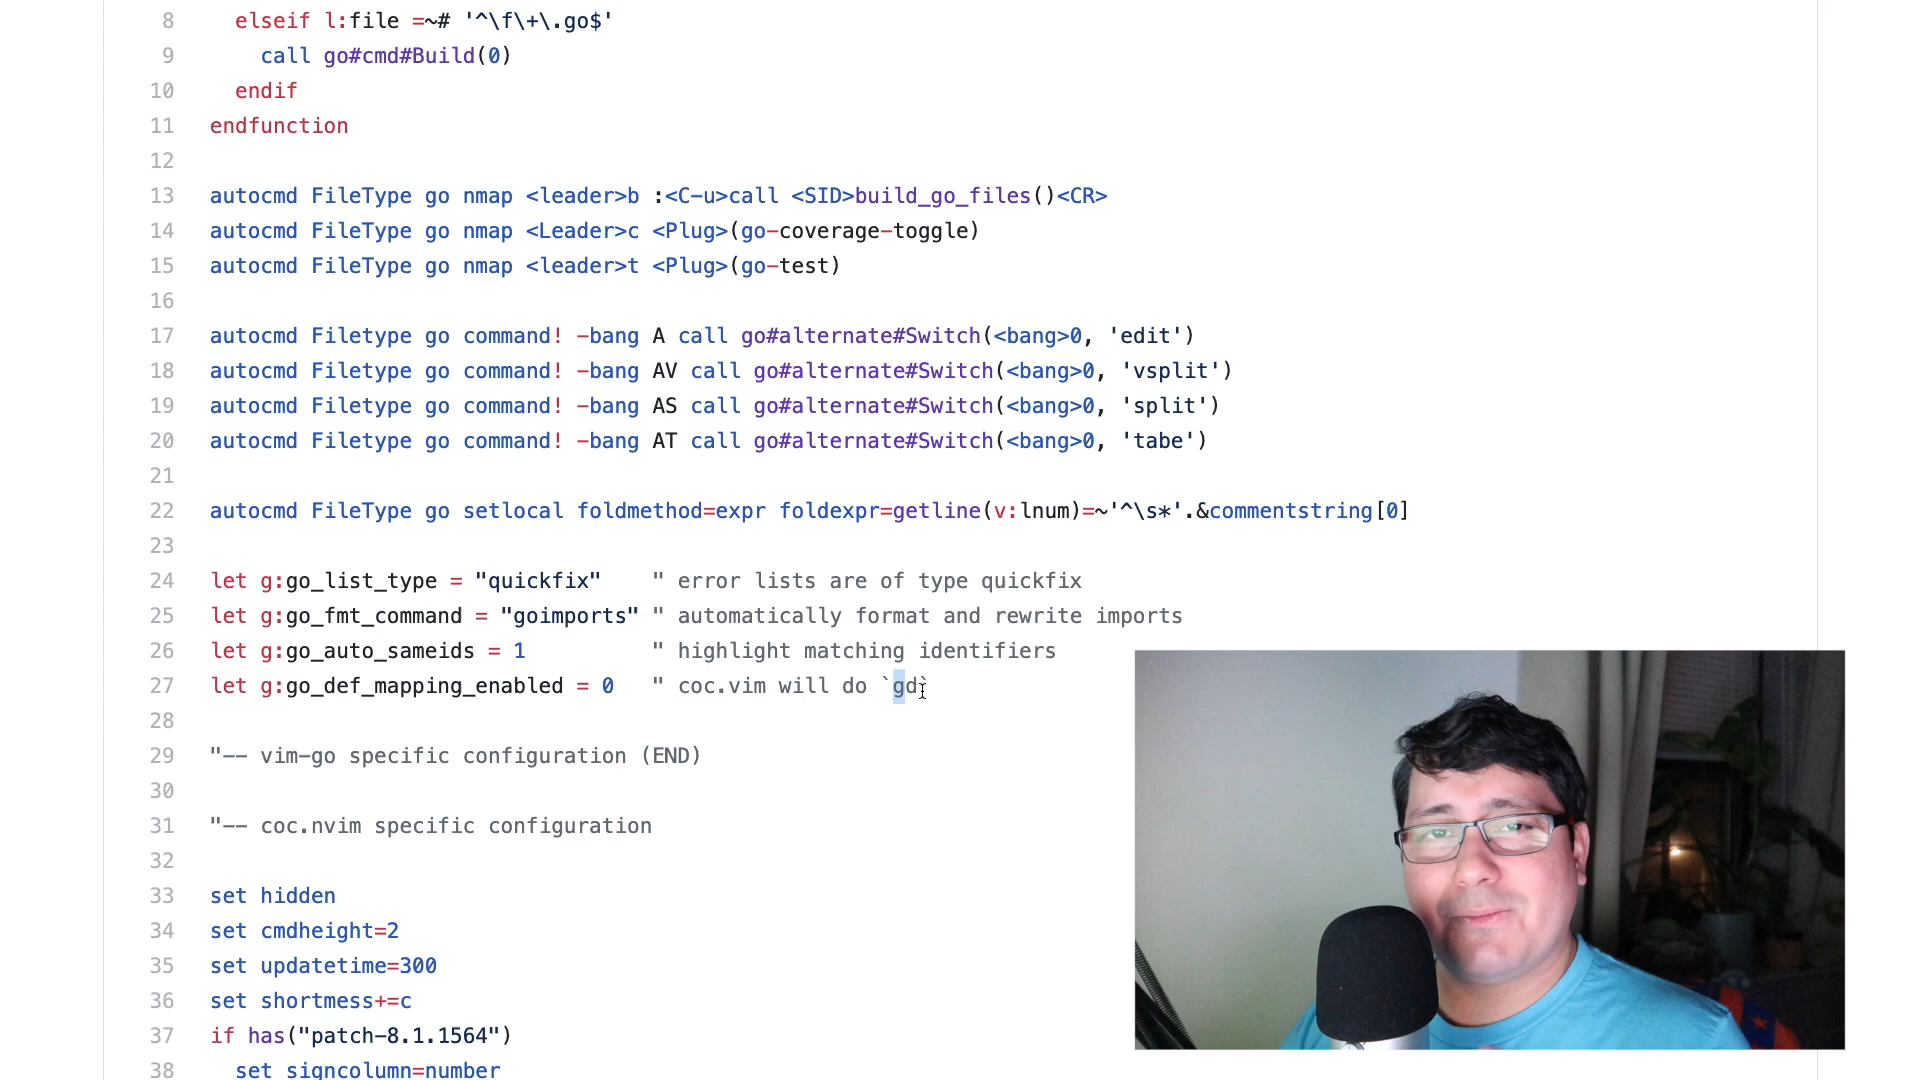 8 elseif l:file =~# '^\f\+\.go$'
9 call go#cmd#Build(0)
10 endif
11 endfunction
12
13 autocmd FileType go nmap <leader>b :<C-u>call <SID>build_go_files()<CR>
14 autocmd FileType go nmap <Leader>c <Plug>(go-coverage-toggle)
15 autocmd FileType go nmap <leader>t <Plug>(go-test)
16
17 autocmd Filetype go command! -bang A call go#alternate#Switch(<bang>0, 'edit')
18 autocmd Filetype go command! -bang AV call go#alternate#Switch(<bang>0, 'vsplit')
19 autocmd Filetype go command! -bang AS call go#alternate#Switch(<bang>0, 'split')
20 autocmd Filetype go command! -bang AT call go#alternate#Switch(<bang>0, 'tabe')
21
22 autocmd FileType go setlocal foldmethod=expr foldexpr=getline(v:lnum)=~'^\s*'.&commentstring[0]
23
24 let g:go_list_type = "quickfix" " error lists are of type quickfix
25 let g:go_fmt_command = "goimports" " automatically format and rewrite imports
26 let g:go_auto_sameids = 1 " highlight matching identifiers
27 let g:go_def_mapping_enabled = 0 " coc.vim will do `gd`
28
29 "-- vim-go specific configuration (END)
30
31 "-- coc.nvim specific configuration
32
33 set hidden
34 set cmdheight=2
35 set updatetime=300
36 set shortmess+=c
37 if has("patch-8.1.1564")
38 set signcolumn=number